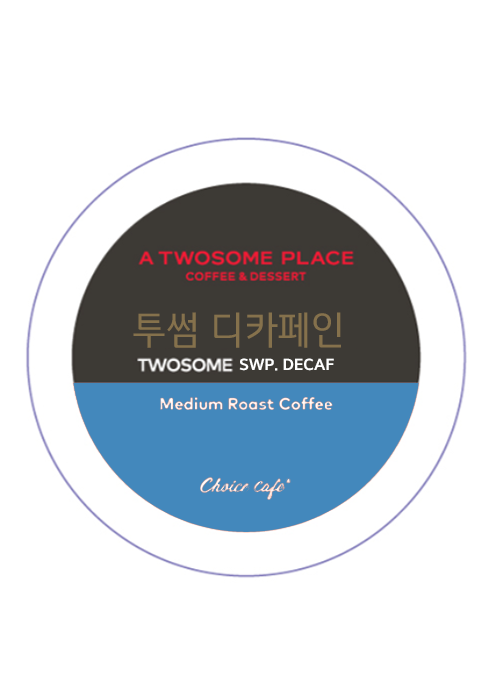 A TWOSOME PLACE
COFFEE & DESSERT
투썸 디카페인
TWOSOME SWP. DECAF
Medium Roast Coffee
Choice cafe